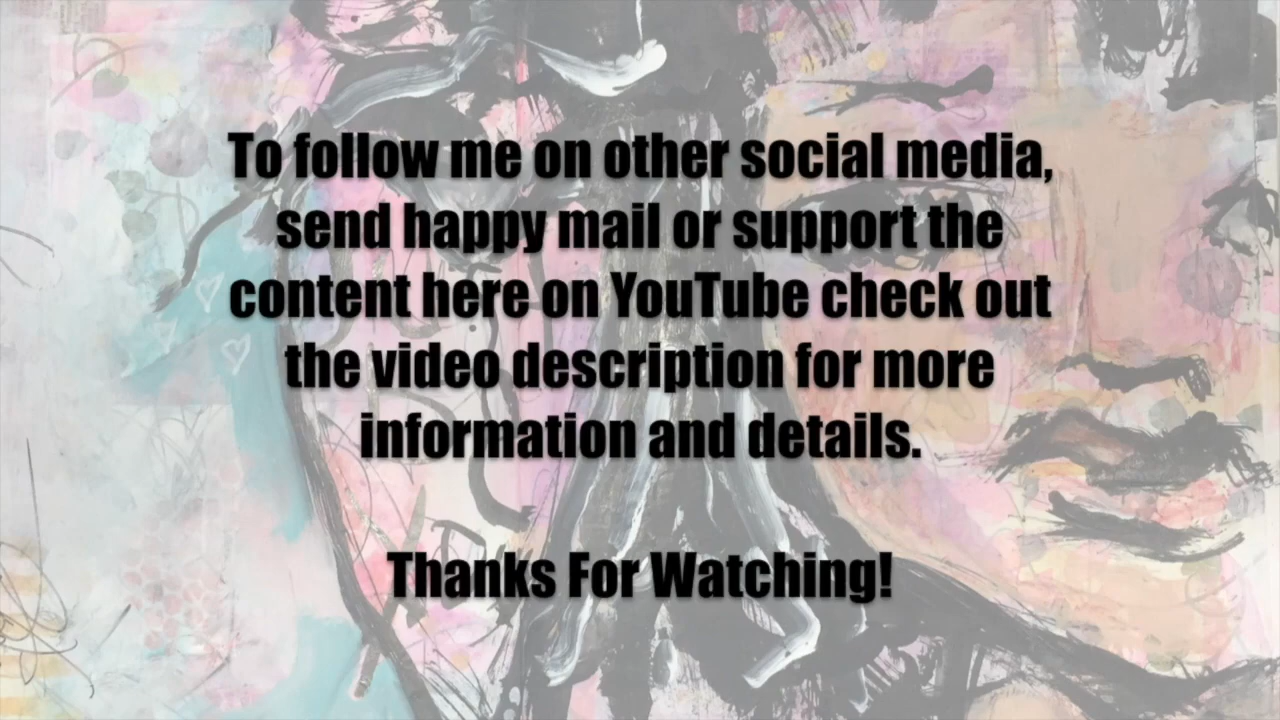 To follow me on other social media,
send happy mail or support the
content here on YouTube check out
the video description for more
information and details.
Thanks For Watching!